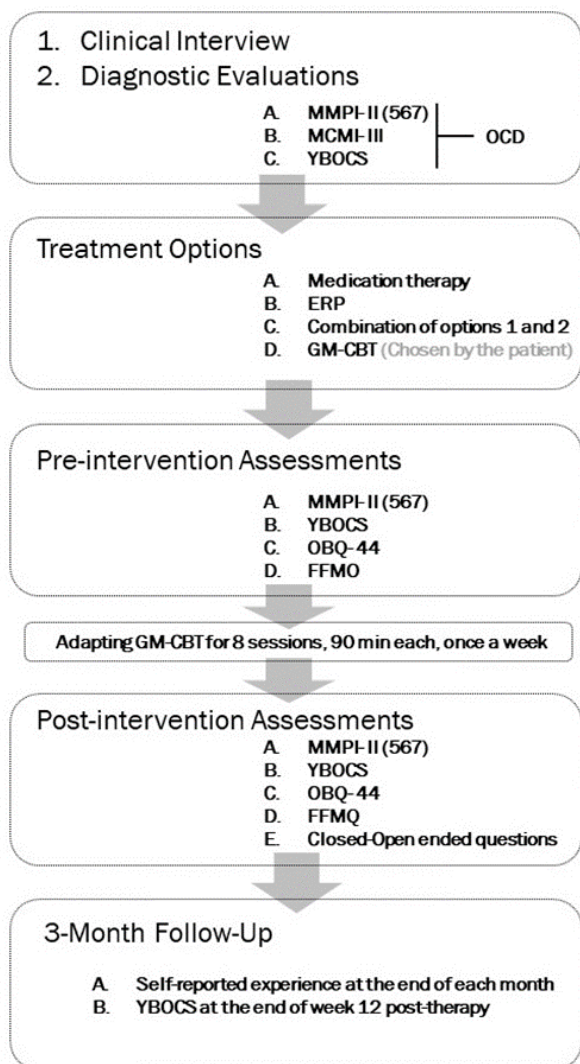 1. Clinical Interview
2. Diagnostic Evaluations
A. MMPI-II (567)
B. MCMI-III
C. YBOCS
OCD
Treatment Options
A. Medication therapy
B. ERP
C. Combination of options 1 and 2
D. GM-CBT (Chosen by the patient)
Pre-intervention Assessments
A. MMPI-II (567)
B. YBOCS
C. OBQ-44
D. FFMO
Adapting GM-CBT for 8 sessions, 90 min each, once a week
Post-intervention Assessments
A. MMPI-II (567)
B. YBOCS
C. OBQ-44
D. FFMQ
E. Closed-Open ended questions
3-Month Follow-Up
A. Self-reported experience at the end of each month
B. YBOCS at the end of week 12 post-therapy